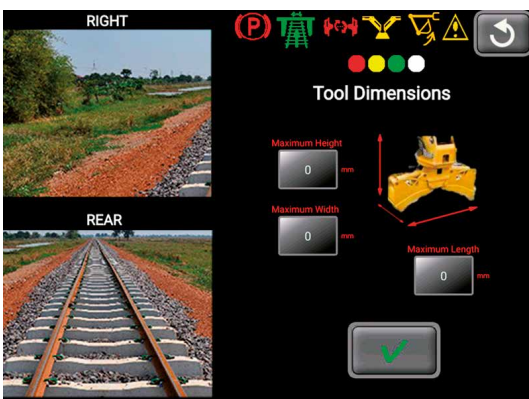 RIGHT
REAR
P
Tool Dimensions
Maximum Height
0 mm
Maximum Width
0 mm
Maximum Length
0 mm